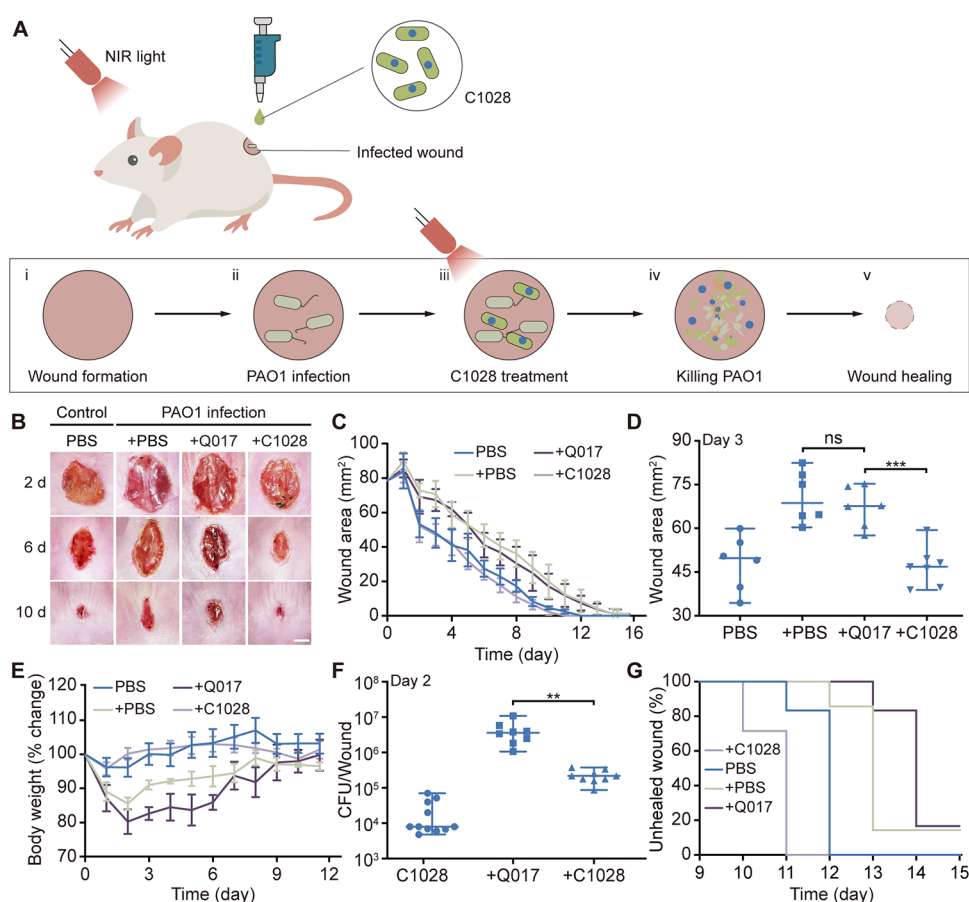 A
NIR light
C1028
Infected wound
i
ii
iii
iv
v
Wound formation
PAO1 infection
C1028 treatment
Killing PAO1
Wound healing
B
Control
PAO1 infection
PBS
+PBS
+Q017
+C1028
2 d
6 d
10 d
C
PBS
+Q017
+PBS
+C1028
Wound area (mm²)
100
80
60
40
20
0
0
4
8
12
16
Time (day)
D
Day 3
ns
***
Wound area (mm²)
90
75
60
45
30
PBS
+PBS
+Q017
+C1028
E
PBS
+Q017
+PBS
+C1028
Body weight (% change)
120
110
100
90
80
70
0
3
6
9
12
Time (day)
F
Day 2
**
CFU/Wound
10⁸
10⁷
10⁶
10⁵
10⁴
10³
C1028
+Q017
+C1028
G
Unhealed wound (%)
100
80
60
40
20
0
+C1028
PBS
+PBS
+Q017
9
10
11
12
13
14
15
Time (day)